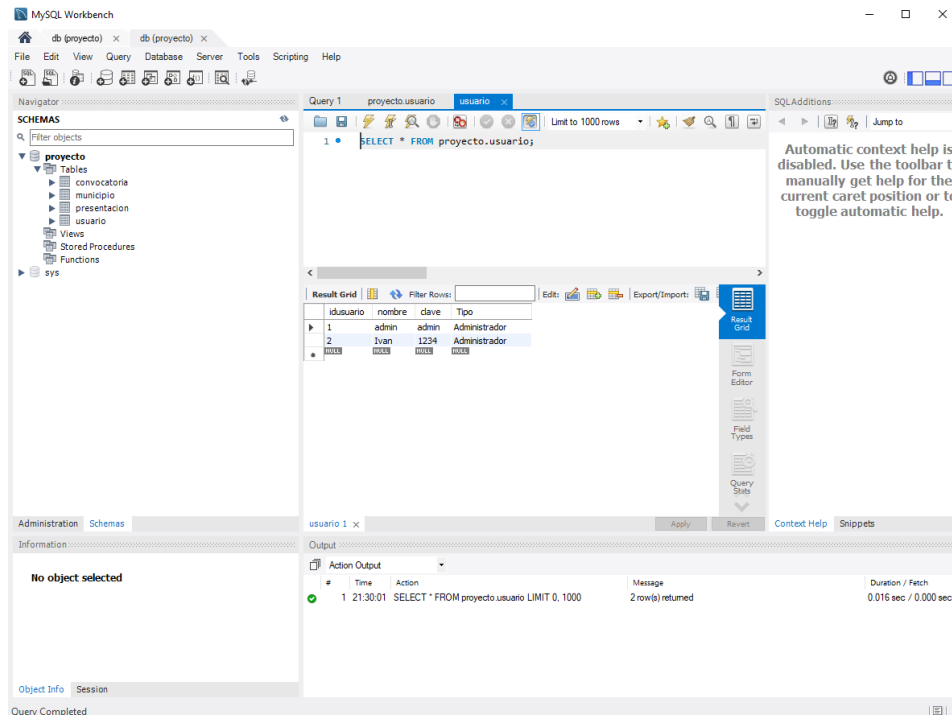 MySQL Workbench
db (proyecto) × db (proyecto) ×
File Edit View Query Database Server Tools Scripting Help
Navigator
SCHEMAS
Filter objects
proyecto
Tables
convocatoria
municipio
presentacion
usuario
Views
Stored Procedures
Functions
sys
Administration Schemas
Information
No object selected
Object Info Session
Query 1 proyecto.usuario usuario ×
Limit to 1000 rows
1 SELECT * FROM proyecto.usuario;
Result Grid Filter Rows: Edit: Export/Import:
idusuario nombre clave Tipo
1 admin admin Administrador
2 Ivan 1234 Administrador
NULL NULL NULL NULL
Result
Grid
Form
Editor
Field
Types
Query
Stats
usuario 1 × Apply Revert
Output
Action Output
# Time Action Message Duration / Fetch
1 21:30:01 SELECT * FROM proyecto.usuario LIMIT 0, 1000 2 row(s) returned 0.016 sec / 0.000 sec
SQLAdditions
Jump to
Automatic context help is
disabled. Use the toolbar t
manually get help for the
current caret position or to
toggle automatic help.
Context Help Snippets
Query Completed